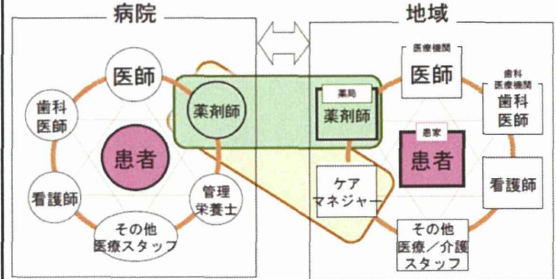 病院
医師
歯科
医師
薬剤師
患者
看護師
管理
栄養士
その他
医療スタッフ
地域
医療機関
医師
歯科
医療機関
歯科
医師
薬局
薬剤師
患家
患者
看護師
ケア
マネジャー
その他
医療／介護
スタッフ